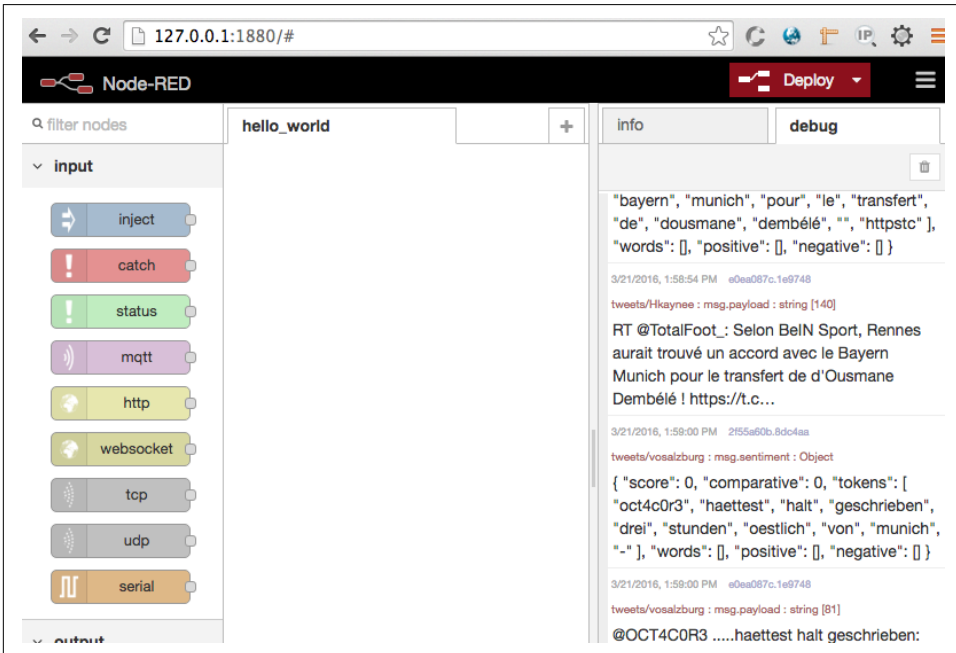 127.0.0.1:1880/#
IP
Node-RED
Deploy
filter nodes
input
inject
catch
status
mqtt
http
websocket
tcp
udp
serial
output
hello_world
+
info
debug
"bayern", "munich", "pour", "le", "transfert",
"de", "dousmane", "dembélé", "", "httpstc" ],
"words": [], "positive": [], "negative": [] }
3/21/2016, 1:58:54 PM e0ea087c.1e9748
tweets/Hkaynee : msg.payload : string [140]
RT @TotalFoot_: Selon BeIN Sport, Rennes
aurait trouvé un accord avec le Bayern
Munich pour le transfert de d'Ousmane
Dembélé ! https://t.c…
3/21/2016, 1:59:00 PM 2f55a60b.8dc4aa
tweets/vosalzburg : msg.sentiment : Object
{ "score": 0, "comparative": 0, "tokens": [
"oct4c0r3", "haettest", "halt", "geschrieben",
"drei", "stunden", "oestlich", "von", "munich",
"-" ], "words": [], "positive": [], "negative": [] }
3/21/2016, 1:59:00 PM e0ea087c.1e9748
tweets/vosalzburg : msg.payload : string [81]
@OCT4C0R3 .....haettest halt geschrieben: